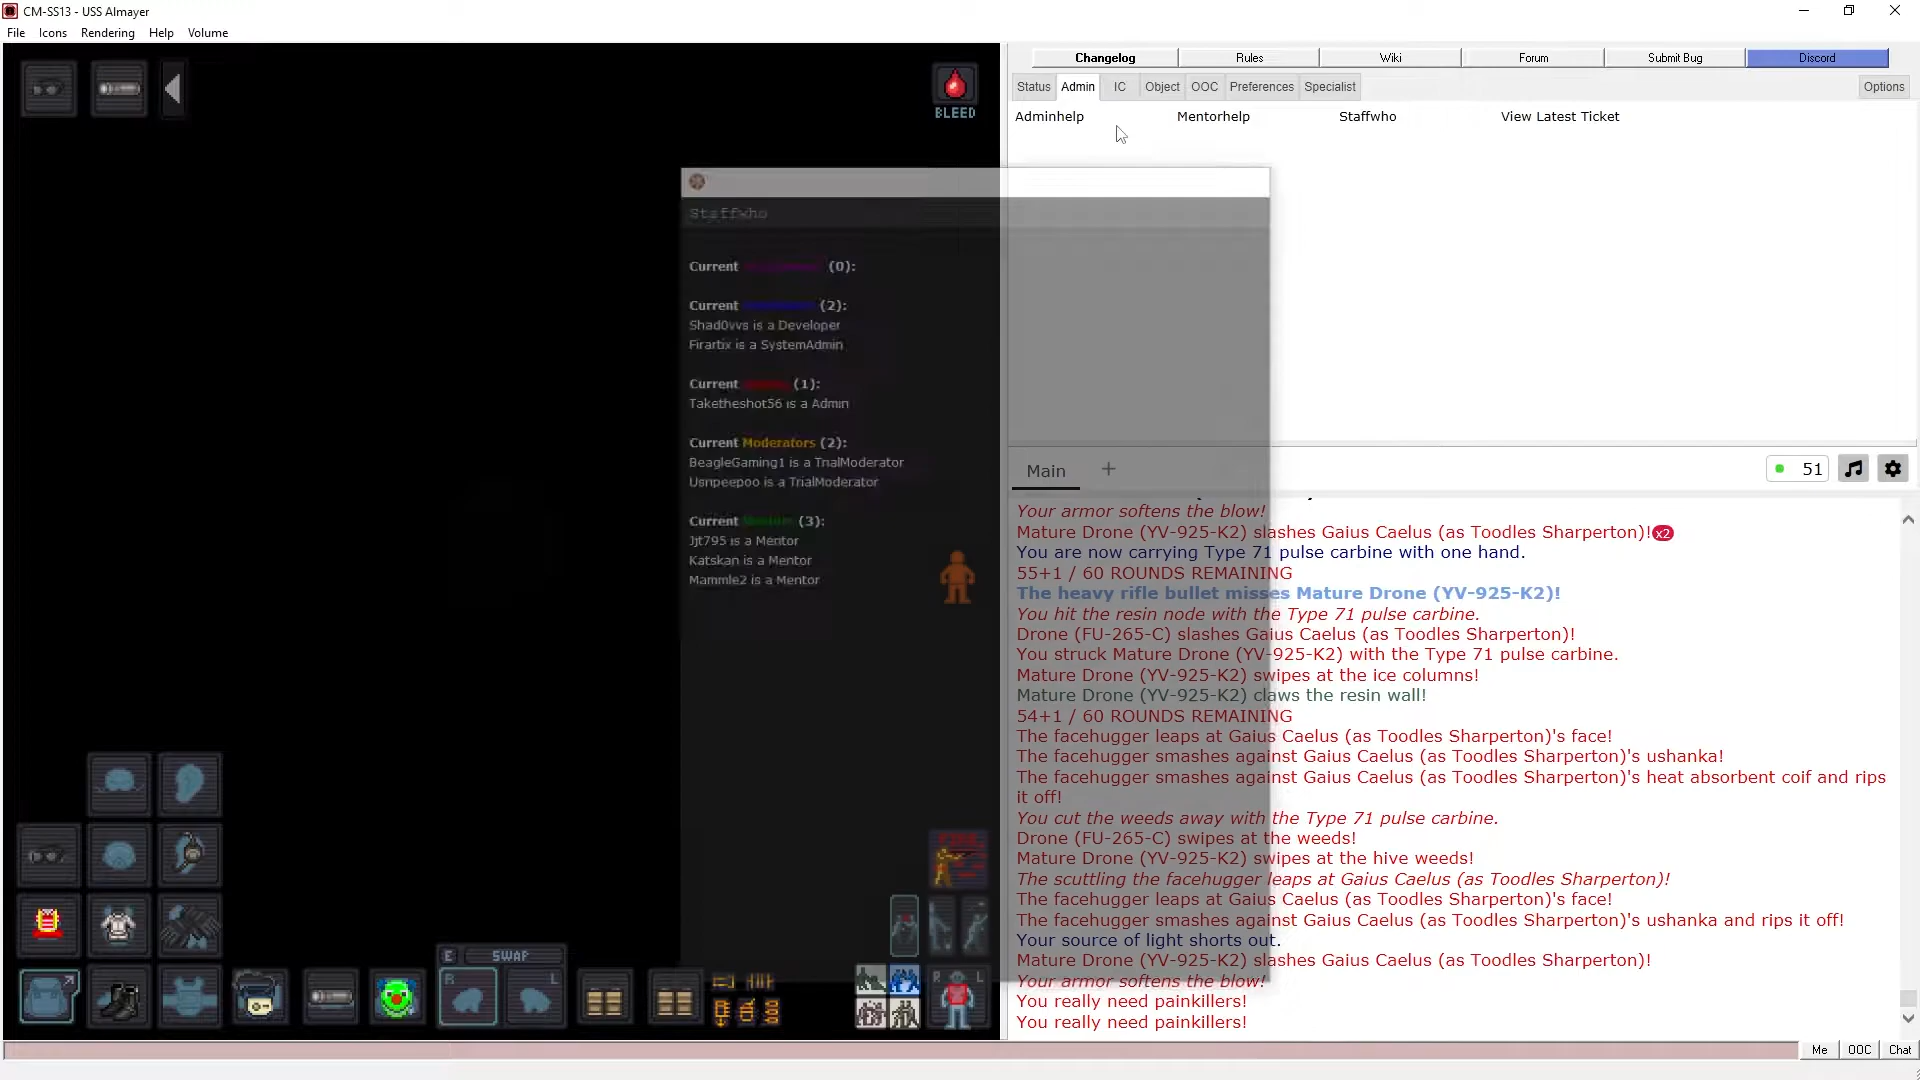 CM-SS13 - USS Almayer
File Icons Rendering Help Volume
Changelog Rules Wiki Forum Submit Bug Discord
Status Admin IC Object OOC Preferences Specialist Options
Adminhelp Mentorhelp Staffwho View Latest Ticket
BLEED
Staffwho
Current (0):
Current (2):
Shad0vvs is a Developer
Firartix is a SystemAdmin
Current (1):
Taketheshot56 is a Admin
Current Moderators (2):
BeagleGaming1 is a TrialModerator
Usnpeepoo is a TrialModerator
Current (3):
Jjt795 is a Mentor
Katskan is a Mentor
Mammle2 is a Mentor
Main + 51
Your armor softens the blow!
Mature Drone (YV-925-K2) slashes Gaius Caelus (as Toodles Sharperton)! x2
You are now carrying Type 71 pulse carbine with one hand.
55+1 / 60 ROUNDS REMAINING
The heavy rifle bullet misses Mature Drone (YV-925-K2)!
You hit the resin node with the Type 71 pulse carbine.
Drone (FU-265-C) slashes Gaius Caelus (as Toodles Sharperton)!
You struck Mature Drone (YV-925-K2) with the Type 71 pulse carbine.
Mature Drone (YV-925-K2) swipes at the ice columns!
Mature Drone (YV-925-K2) claws the resin wall!
54+1 / 60 ROUNDS REMAINING
The facehugger leaps at Gaius Caelus (as Toodles Sharperton)'s face!
The facehugger smashes against Gaius Caelus (as Toodles Sharperton)'s ushanka!
The facehugger smashes against Gaius Caelus (as Toodles Sharperton)'s heat absorbent coif and rips
it off!
You cut the weeds away with the Type 71 pulse carbine.
Drone (FU-265-C) swipes at the weeds!
Mature Drone (YV-925-K2) swipes at the hive weeds!
The scuttling the facehugger leaps at Gaius Caelus (as Toodles Sharperton)!
The facehugger leaps at Gaius Caelus (as Toodles Sharperton)'s face!
The facehugger smashes against Gaius Caelus (as Toodles Sharperton)'s ushanka and rips it off!
Your source of light shorts out.
Mature Drone (YV-925-K2) slashes Gaius Caelus (as Toodles Sharperton)!
Your armor softens the blow!
You really need painkillers!
You really need painkillers!
E SWAP
R L
R L
Me OOC Chat